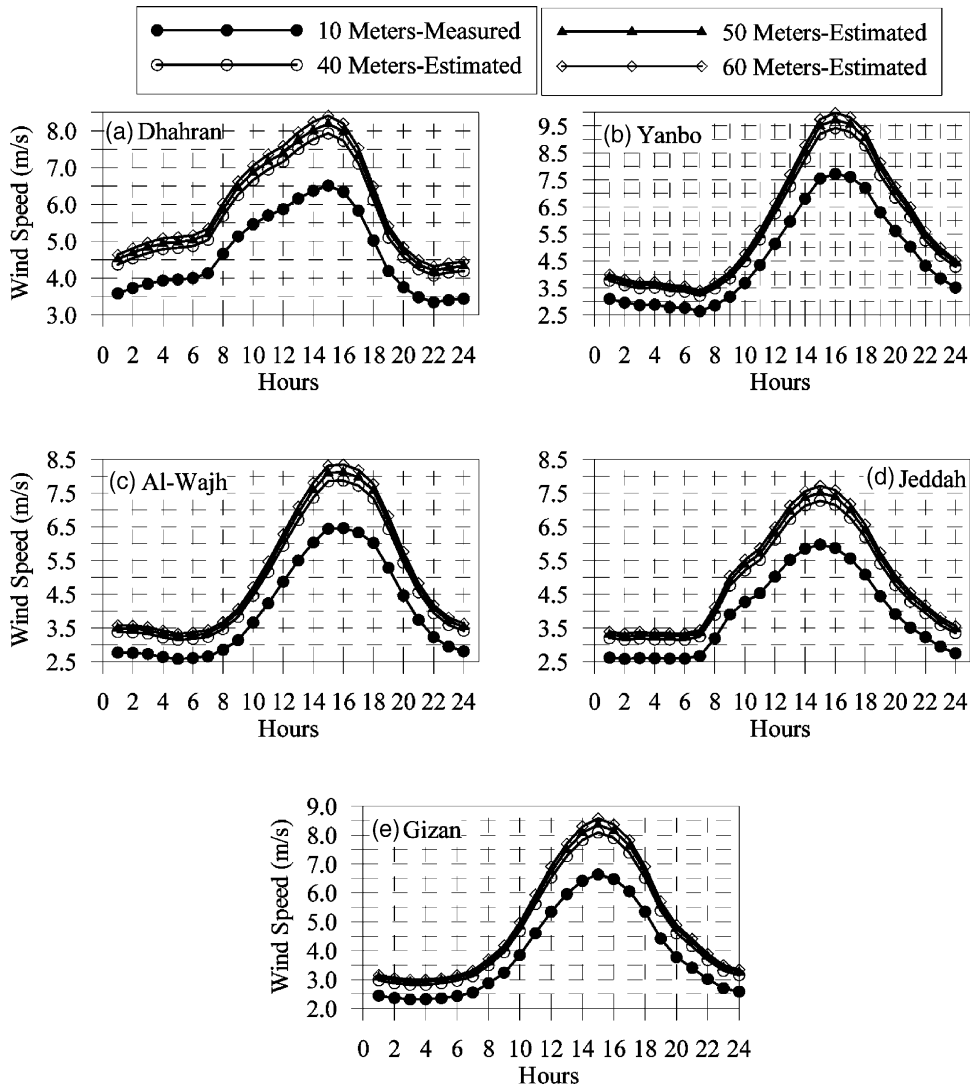 10 Meters-Measured
40 Meters-Estimated
50 Meters-Estimated
60 Meters-Estimated
(a) Dhahran
Wind Speed (m/s)
8.0
7.0
6.0
5.0
4.0
3.0
0 2 4 6 8 10 12 14 16 18 20 22 24
Hours
(b) Yanbo
Wind Speed (m/s)
9.5
8.5
7.5
6.5
5.5
4.5
3.5
2.5
0 2 4 6 8 10 12 14 16 18 20 22 24
Hours
(c) Al-Wajh
Wind Speed (m/s)
8.5
7.5
6.5
5.5
4.5
3.5
2.5
0 2 4 6 8 10 12 14 16 18 20 22 24
Hours
(d) Jeddah
Wind Speed (m/s)
8.5
7.5
6.5
5.5
4.5
3.5
2.5
0 2 4 6 8 10 12 14 16 18 20 22 24
Hours
(e) Gizan
Wind Speed (m/s)
9.0
8.0
7.0
6.0
5.0
4.0
3.0
2.0
0 2 4 6 8 10 12 14 16 18 20 22 24
Hours